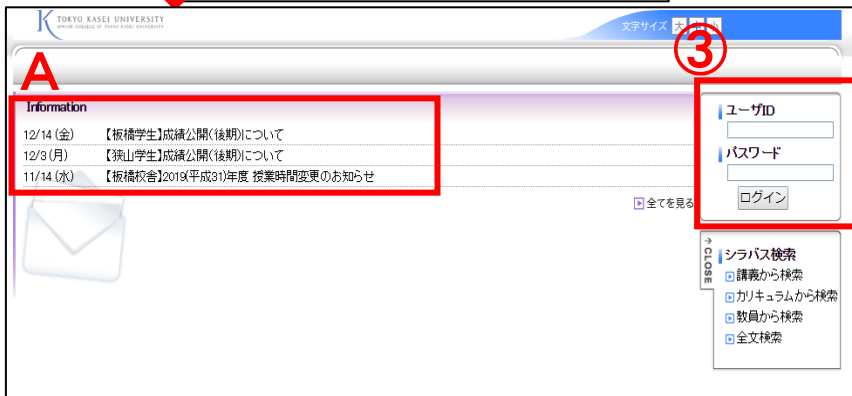 TOKYO KASEI UNIVERSITY
JUNIOR COLLEGE OF TOKYO KASEI UNIVERSITY
文字サイズ 大 小
③
A
Information
12/14(金) 【板橋学生】成績公開(後期)について
12/3(月) 【狭山学生】成績公開(後期)について
11/14(水) 【板橋校舎】2019(平成31)年度 授業時間変更のお知らせ
全てを見る
ユーザID
パスワード
ログイン
CLOSE
シラバス検索
講義から検索
カリキュラムから検索
教員から検索
全文検索